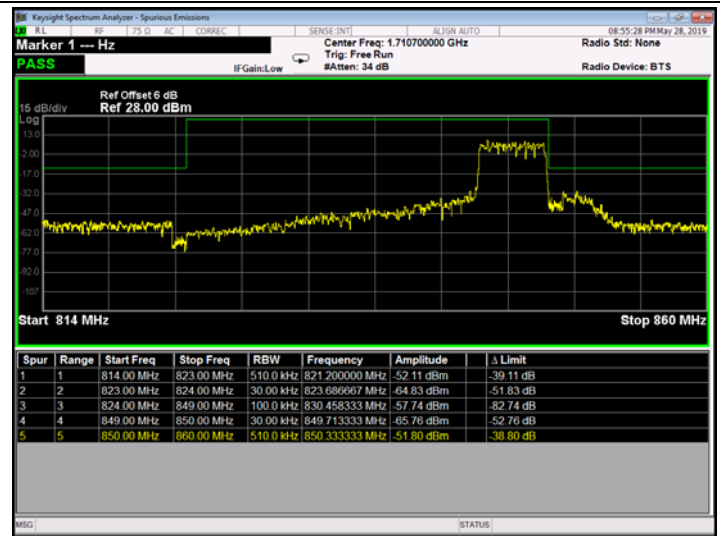 Keysight Spectrum Analyzer - Spurious Emissions
RL RF 75 Ω AC CORREC SENSE:INT ALIGN AUTO 08:55:28 PM May 28, 2019
Marker 1 --- Hz Center Freq: 1.710700000 GHz Radio Std: None
Trig: Free Run
PASS IFGain:Low #Atten: 34 dB Radio Device: BTS
Ref Offset 6 dB
15 dB/div Ref 28.00 dBm
Log
13.0
-2.00
-17.0
-32.0
-47.0
-62.0
-77.0
-92.0
-107
Start 814 MHz Stop 860 MHz
Spur Range Start Freq Stop Freq RBW Frequency Amplitude Δ Limit
1 1 814.00 MHz 823.00 MHz 510.0 kHz 821.200000 MHz -52.11 dBm -39.11 dB
2 2 823.00 MHz 824.00 MHz 30.00 kHz 823.686667 MHz -64.83 dBm -51.83 dB
3 3 824.00 MHz 849.00 MHz 100.0 kHz 830.458333 MHz -57.74 dBm -82.74 dB
4 4 849.00 MHz 850.00 MHz 30.00 kHz 849.713333 MHz -65.76 dBm -52.76 dB
5 5 850.00 MHz 860.00 MHz 510.0 kHz 850.333333 MHz -51.80 dBm -38.80 dB
MSG STATUS